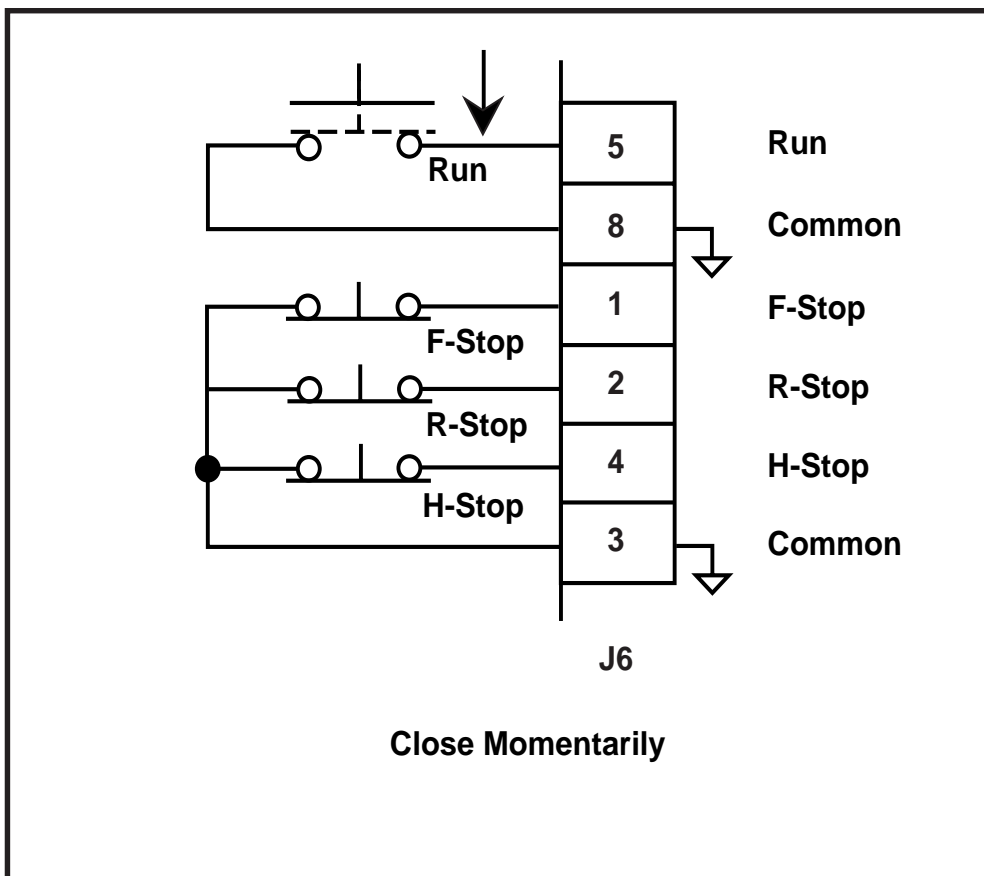 Run
5
Run
8
Common
F-Stop
1
F-Stop
R-Stop
2
R-Stop
H-Stop
4
H-Stop
3
Common
J6
Close Momentarily